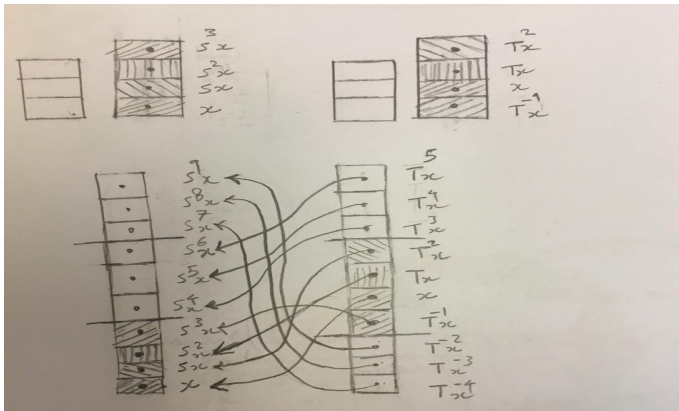 S³x
S²x
Sx
x
T²x
Tx
x
T⁻¹x
S⁹x
S⁸x
S⁷x
S⁶x
S⁵x
S⁴x
S³x
S²x
Sx
x
T⁵x
T⁴x
T³x
T²x
Tx
x
T⁻¹x
T⁻²x
T⁻³x
T⁻⁴x